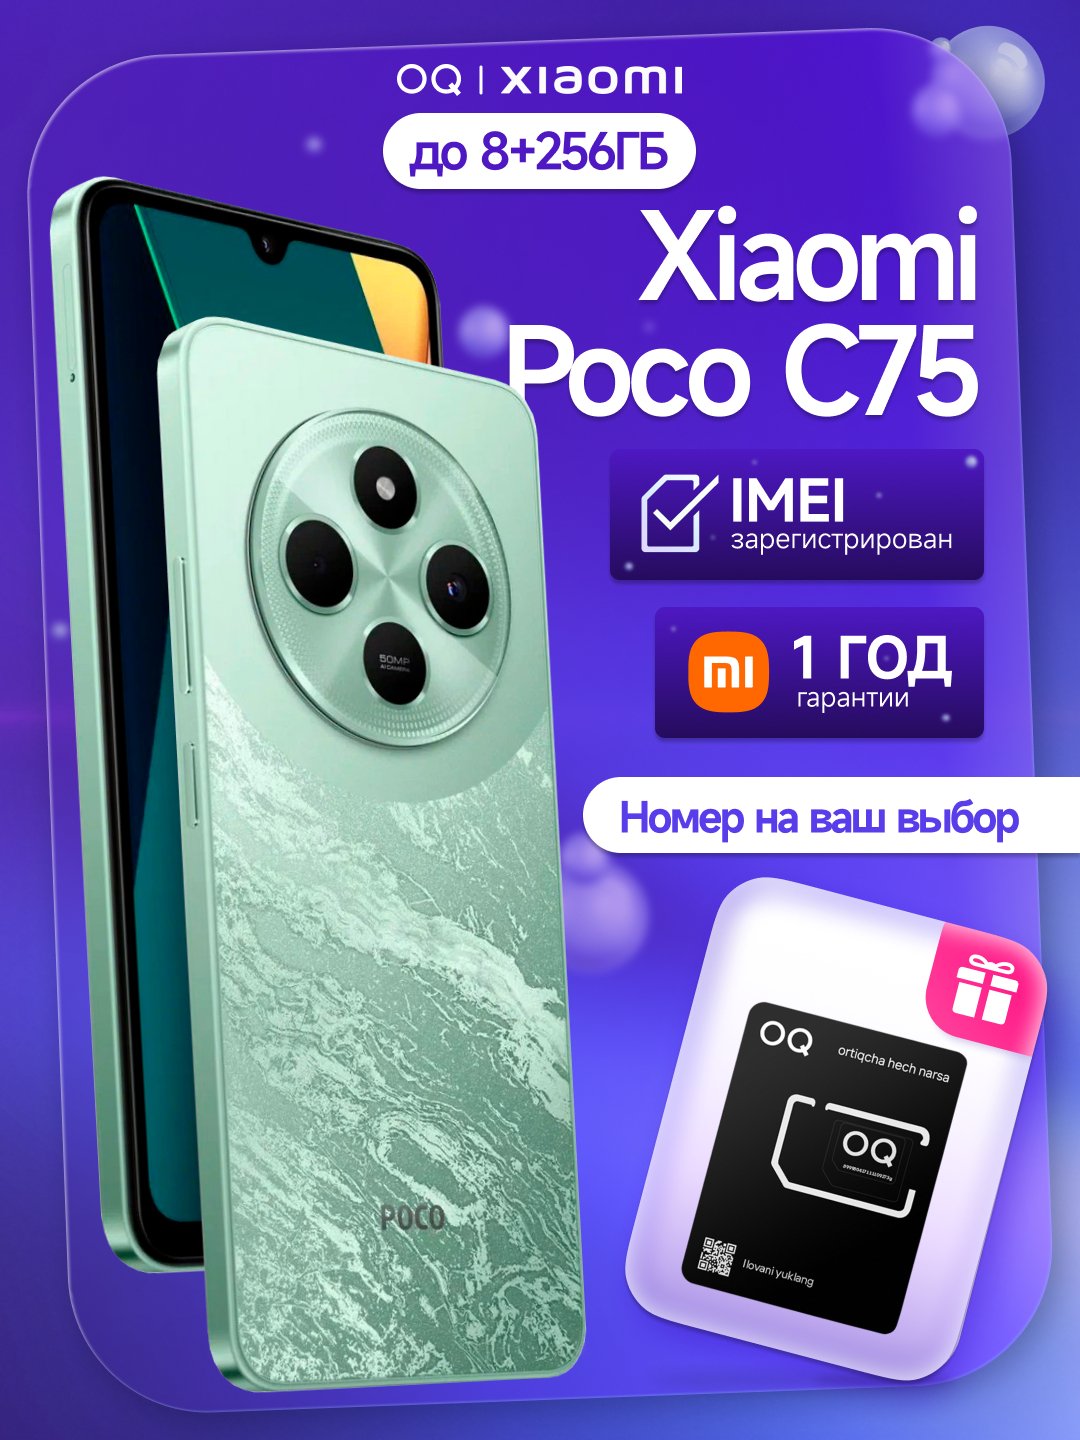 OQ | xiaomi
до 8+256ГБ
Xiaomi
Poco C75
IMEI
зарегистрирован
mi
1 ГОД
гарантии
Номер на ваш выбор
50MP
AI CAMERA
POCO
OQ
ortiqcha hech narsa
OQ
Ilovani yuklang